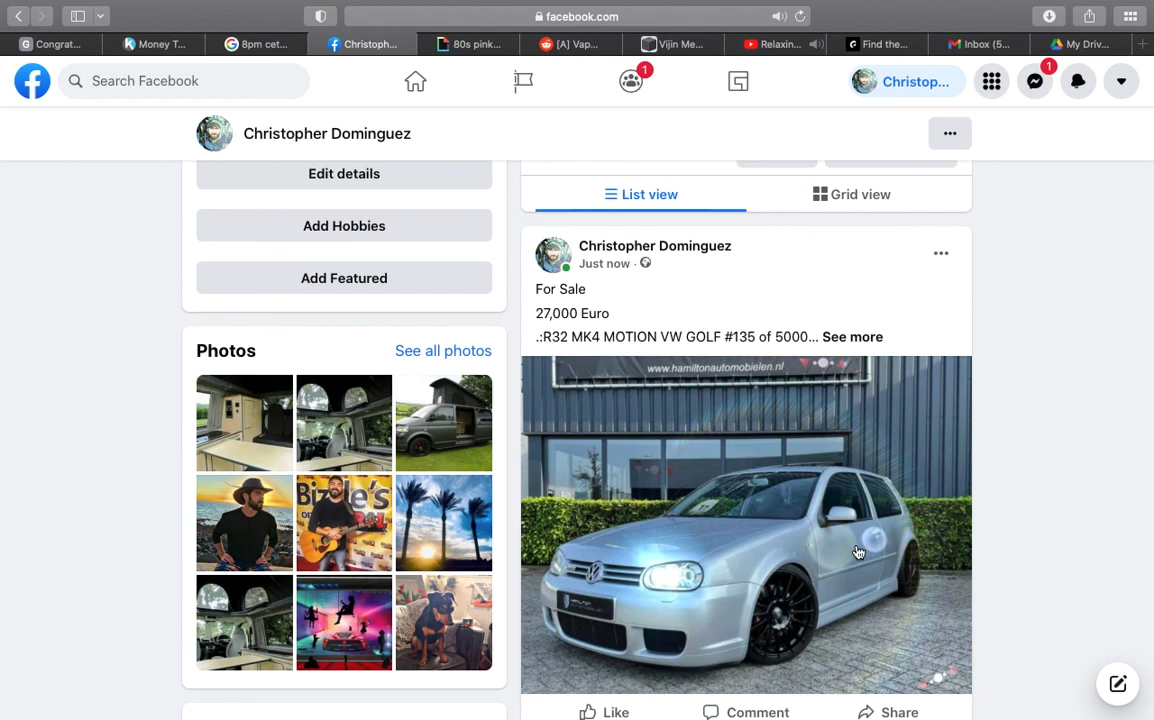 facebook.com
Congrat...
Money T...
8pm cet...
Christoph...
80s pink...
[A] Vap...
Vijin Me...
Relaxin...
Find the...
Inbox (5...
My Driv...
Search Facebook
1
Christop...
1
Christopher Dominguez
Edit details
Add Hobbies
Add Featured
Photos
See all photos
Bizzle's
List view
Grid view
Christopher Dominguez
Just now ·
For Sale
27,000 Euro
.:R32 MK4 MOTION VW GOLF #135 of 5000... See more
www.hamiltonautomobielen.nl
Like
Comment
Share